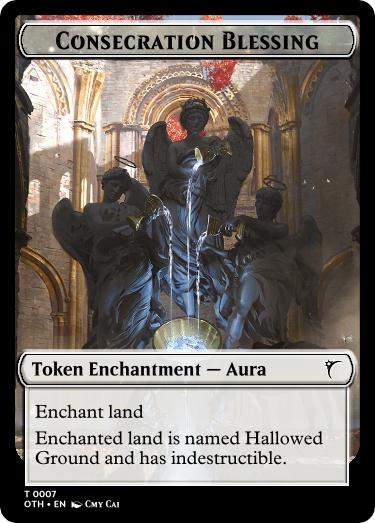 Consecration Blessing
Token Enchantment — Aura
Enchant land
Enchanted land is named Hallowed
Ground and has indestructible.
T 0007
OTH • EN Cmy Cai